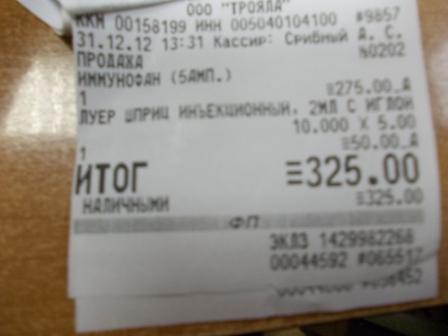 ООО "ТРОЯЛА"
ККМ 00158199 ИНН 005040104100 #9857
31.12.12 13:31 Кассир: Срибный А. С.
ПРОДАЖА №0202
ИММУНОФАН (5АМП.)
1 ≡275.00_А
ЛУЕР ШПРИЦ ИНЪЕКЦИОННЫЙ, 2МЛ С ИГЛОЙ
10.000 X 5.00
1 ≡50.00_А
ИТОГ ≡325.00
НАЛИЧНЫМИ ≡325.00
ФП
ЭКЛЗ 1429982268
00044592